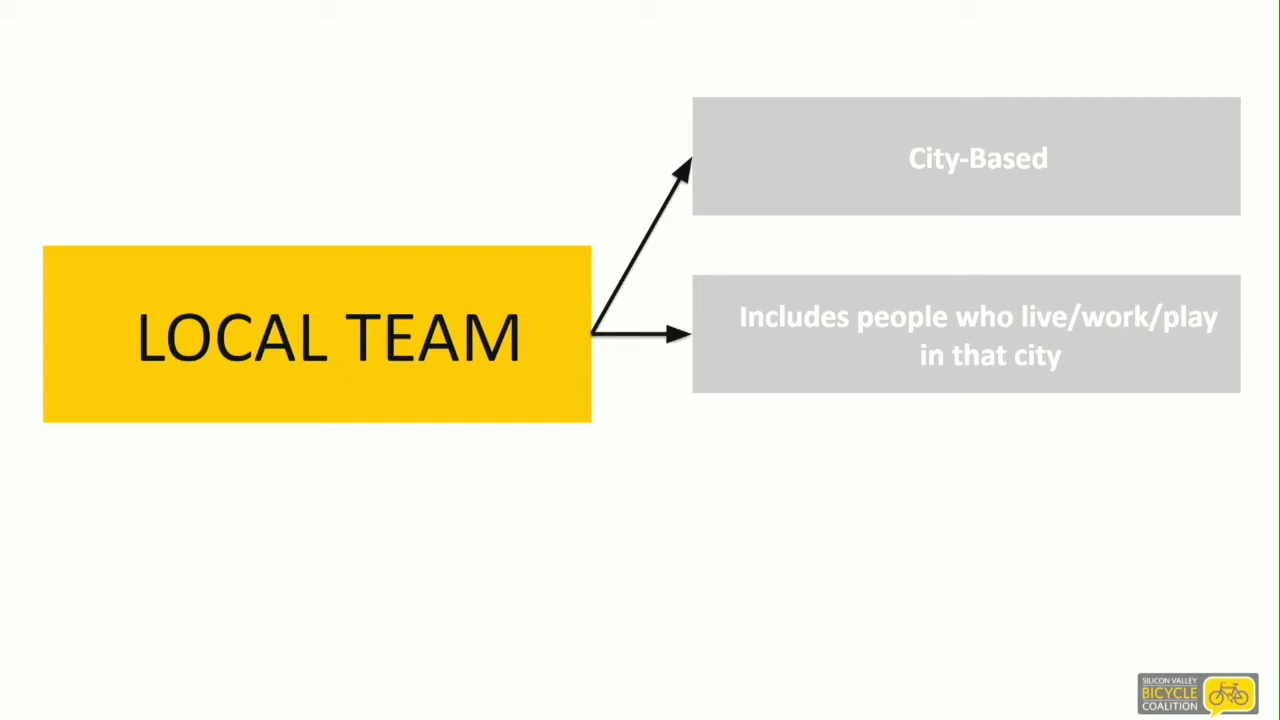 City-Based
LOCAL TEAM
Includes people who live/work/play
in that city
SILICON VALLEY
BICYCLE
COALITION